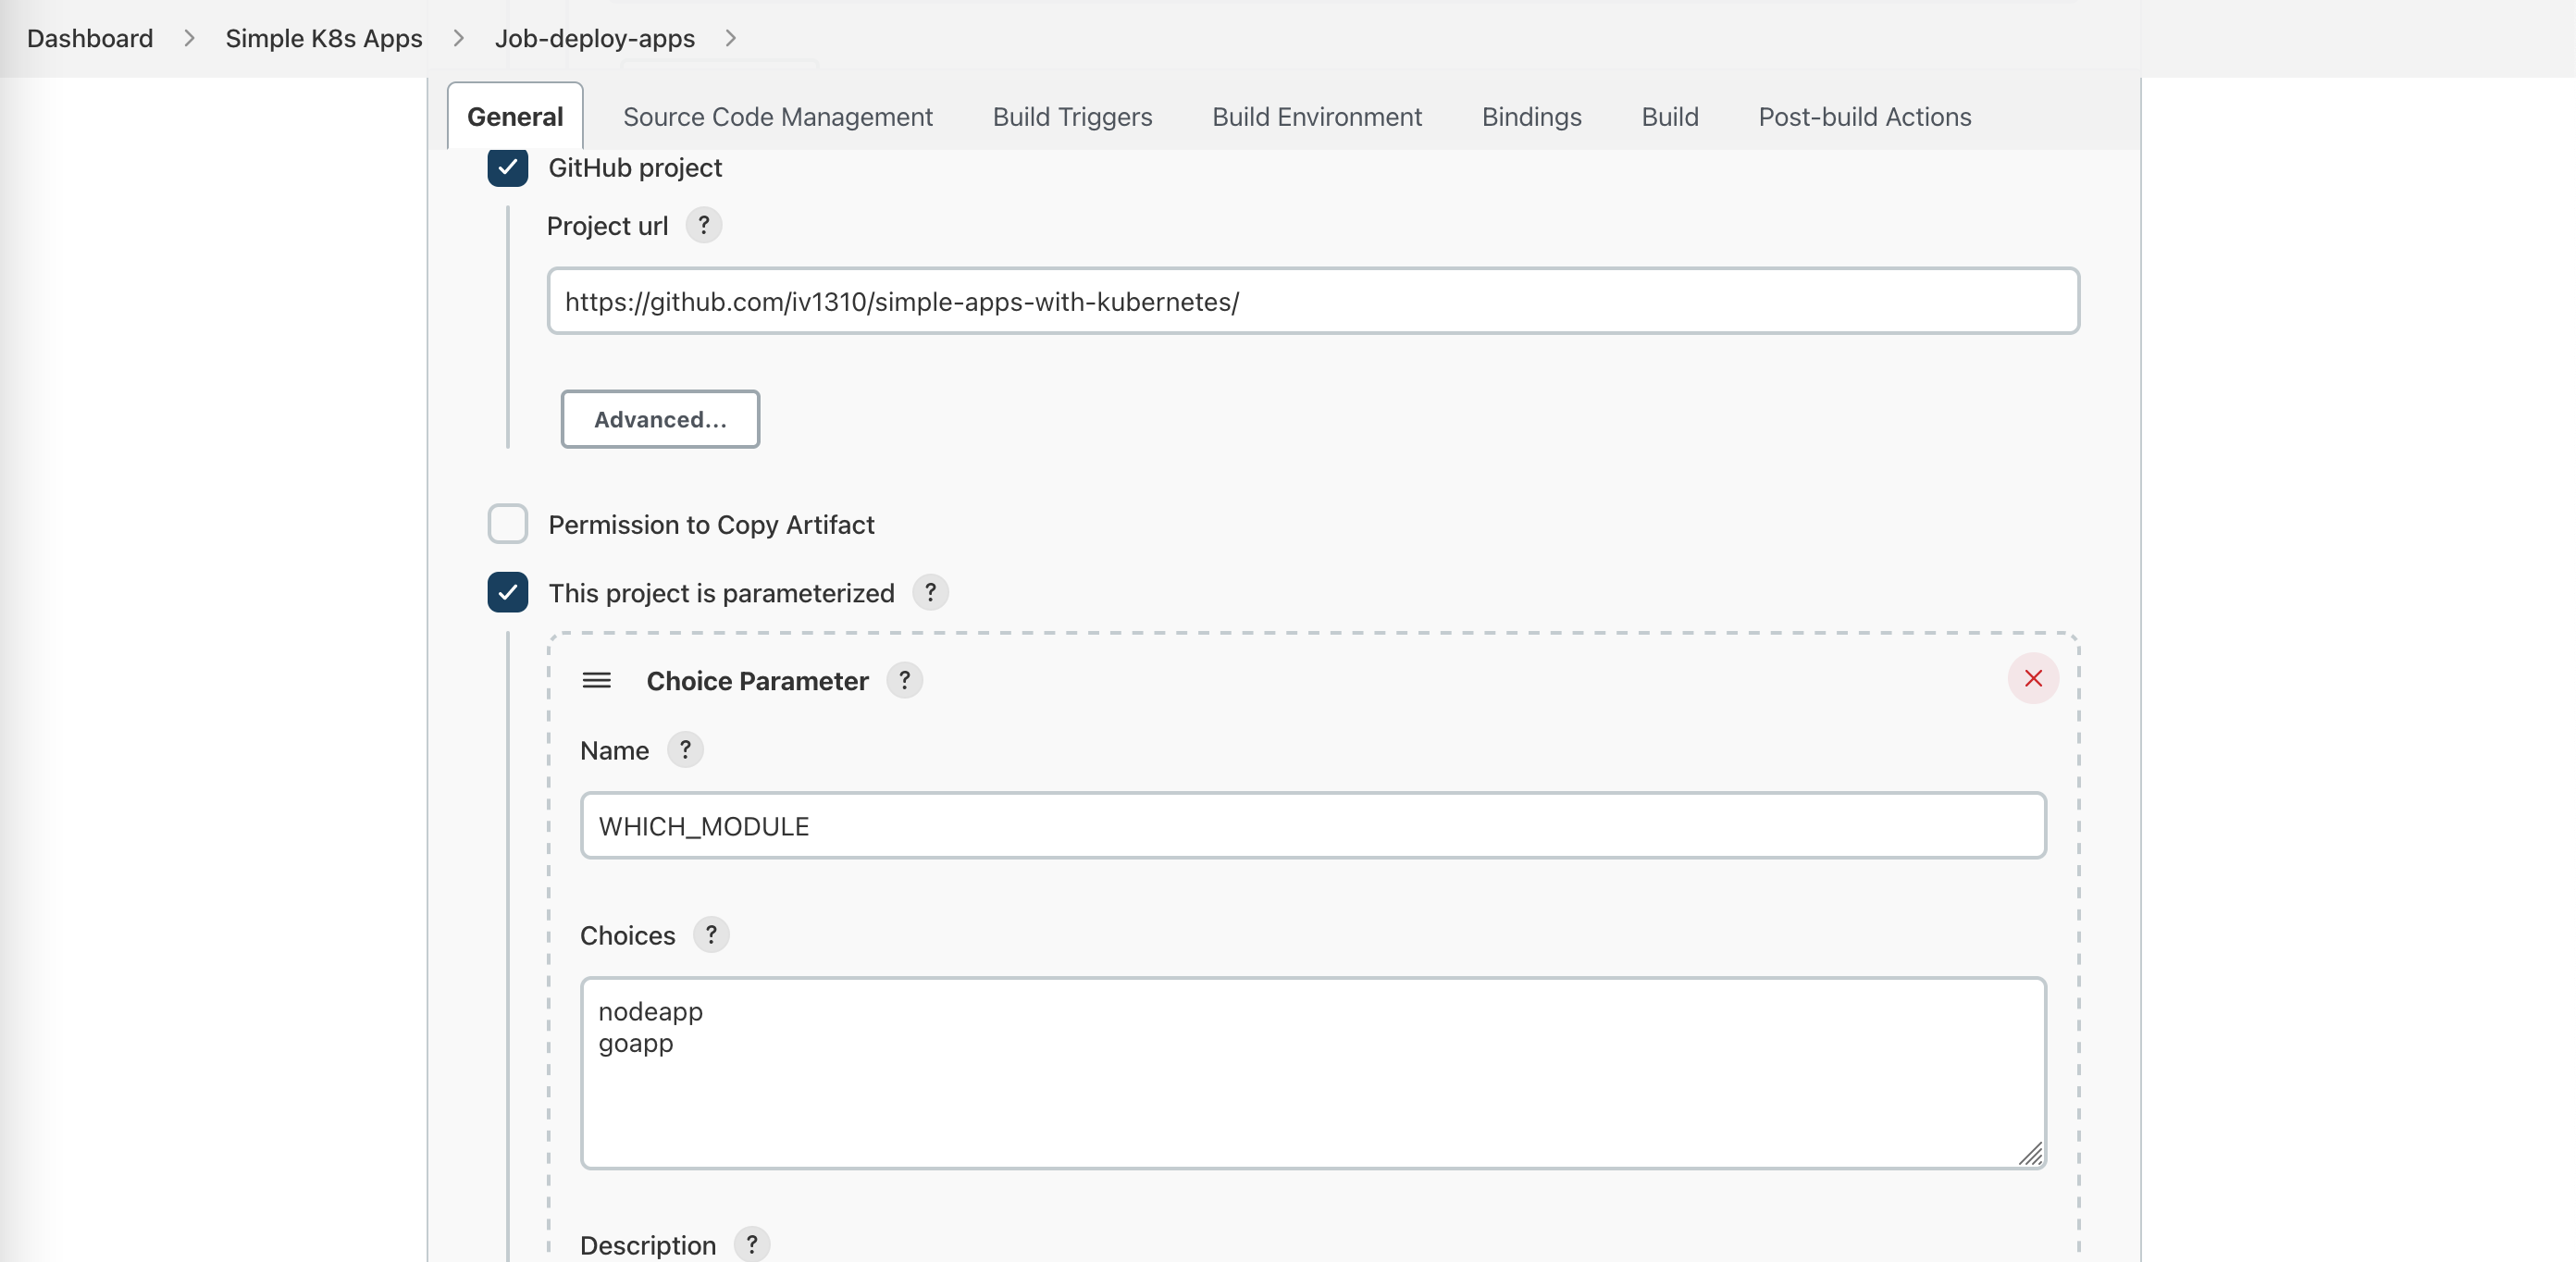 Dashboard > Simple K8s Apps > Job-deploy-apps >
General Source Code Management Build Triggers Build Environment Bindings Build Post-build Actions
GitHub project
Project url ?
https://github.com/iv1310/simple-apps-with-kubernetes/
Advanced...
Permission to Copy Artifact
This project is parameterized ?
Choice Parameter ?
Name ?
WHICH_MODULE
Choices ?
nodeapp
goapp
Description ?